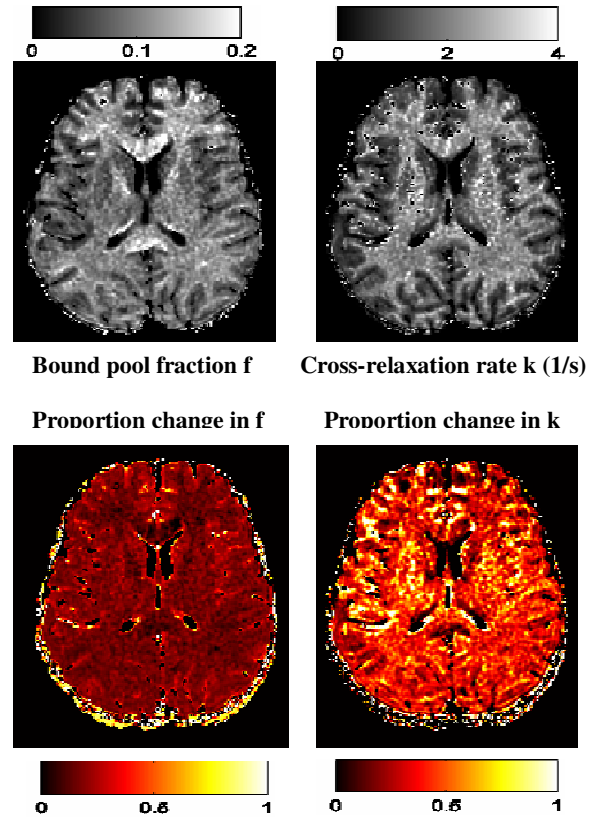 0 0.1 0.2
0 2 4
Bound pool fraction f
Cross-relaxation rate k (1/s)
Proportion change in f
Proportion change in k
0 0.5 1
0 0.5 1